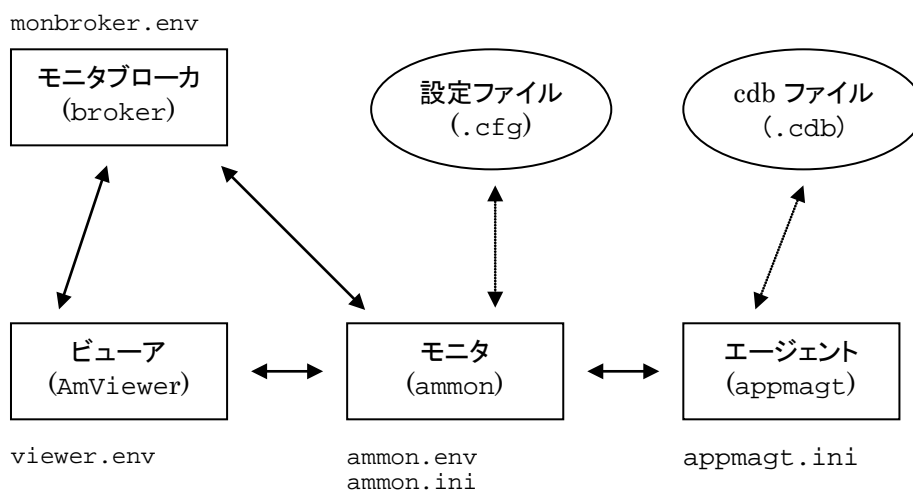 monbroker.env
モニタブローカ
(broker)
設定ファイル
(.cfg)
cdb ファイル
(.cdb)
ビューア
(AmViewer)
モニタ
(ammon)
エージェント
(appmagt)
viewer.env
ammon.env
ammon.ini
appmagt.ini